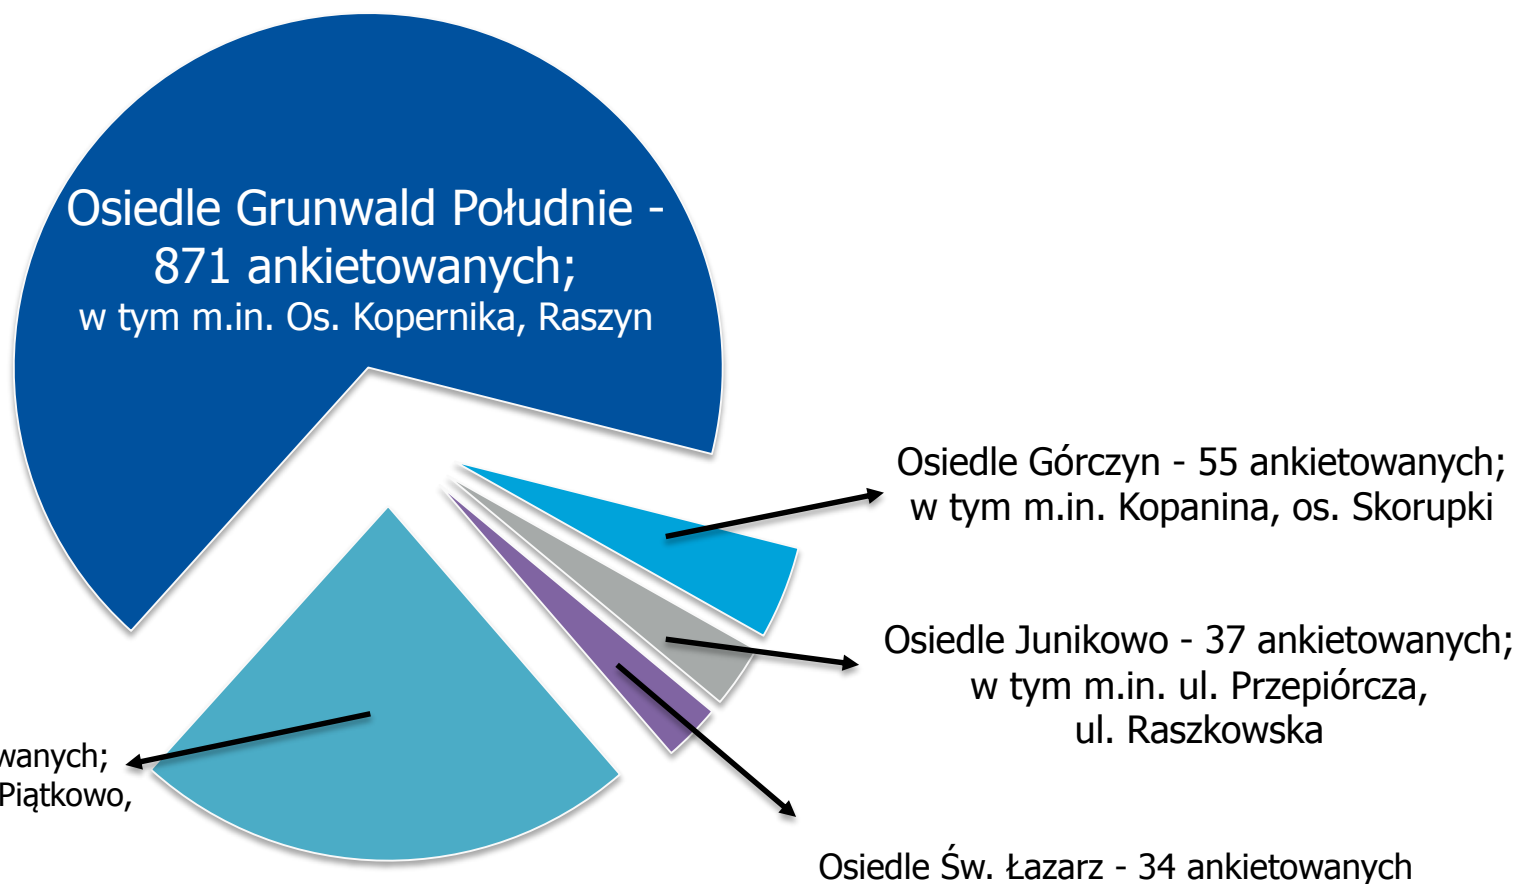 Osiedle Grunwald Południe -
871 ankietowanych;
w tym m.in. Os. Kopernika, Raszyn
Osiedle Górczyn - 55 ankietowanych;
w tym m.in. Kopanina, os. Skorupki
Osiedle Junikowo - 37 ankietowanych;
w tym m.in. ul. Przepiórcza,
ul. Raszkowska
Piątkowo,
Osiedle Św. Łazarz - 34 ankietowanych